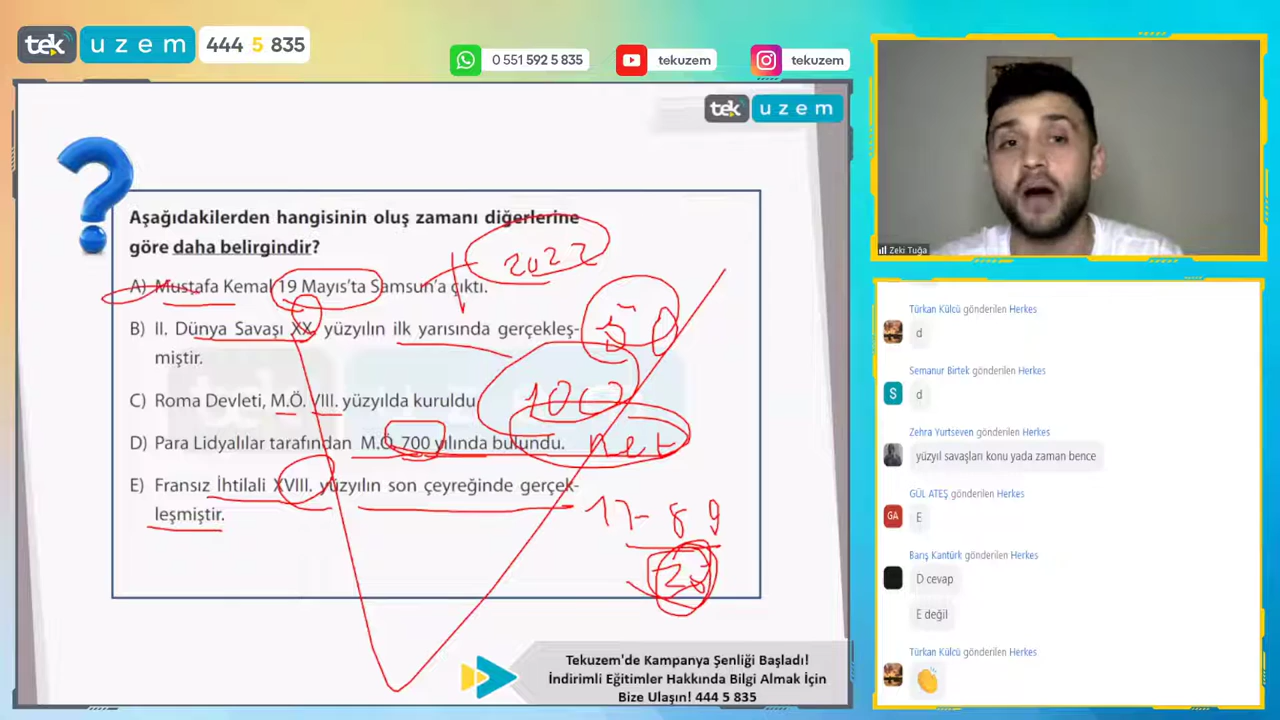 tek uzem 444 5 835
0 551 592 5 835
tekuzem
tekuzem
tek uzem
Aşağıdakilerden hangisinin oluş zamanı diğerlerine
göre daha belirgindir?
A) Mustafa Kemal 19 Mayıs'ta Samsun'a çıktı.
2022
B) II. Dünya Savaşı XX. yüzyılın ilk yarısında gerçekleş-
miştir.
50
C) Roma Devleti, M.Ö. VIII. yüzyılda kuruldu
100
D) Para Lidyalılar tarafından M.Ö. 700 yılında bulundu.
net
E) Fransız İhtilali XVIII. yüzyılın son çeyreğinde gerçek-
leşmiştir.
17-89
Tekuzem'de Kampanya Şenliği Başladı!
İndirimli Eğitimler Hakkında Bilgi Almak İçin
Bize Ulaşın! 444 5 835
Zeki Tuğa
Türkan Külcü gönderilen Herkes
d
Semanur Birtek gönderilen Herkes
S
d
Zehra Yurtseven gönderilen Herkes
yüzyıl savaşları konu yada zaman bence
GÜL ATEŞ gönderilen Herkes
GA
E
Barış Kantürk gönderilen Herkes
D cevap
E değil
Türkan Külcü gönderilen Herkes